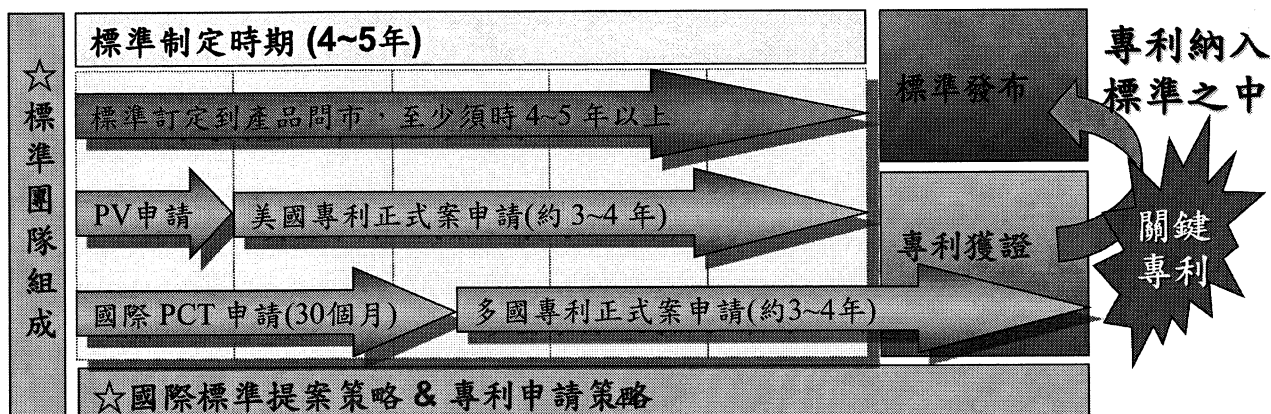 ☆標準團隊組成
標準制定時期 (4~5年)
標準訂定到產品問市，至少須時 4~5 年以上
PV申請
美國專利正式案申請(約 3~4 年)
國際 PCT 申請(30個月)
多國專利正式案申請(約3~4年)
☆國際標準提案策略 & 專利申請策略
標準發布
專利獲證
專利納入
標準之中
關鍵
專利